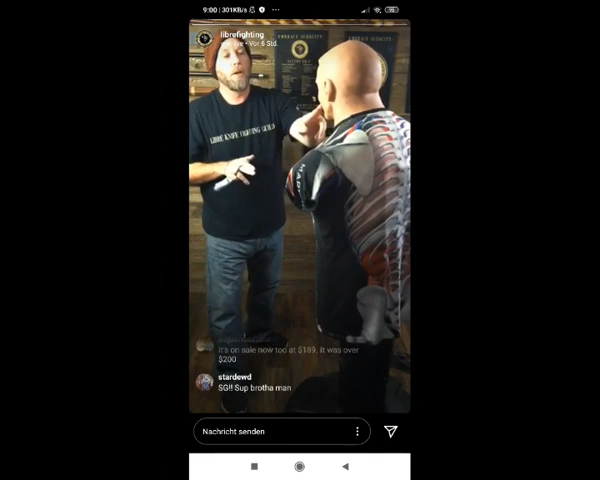 9:00 | 301KB/s
librefighting
Vor 6 Std.
LIBRE KNIFE FIGHTING GUILD
it's on sale now too at $189. It was over
$200
stardewd
SG!! Sup brotha man
Nachricht senden